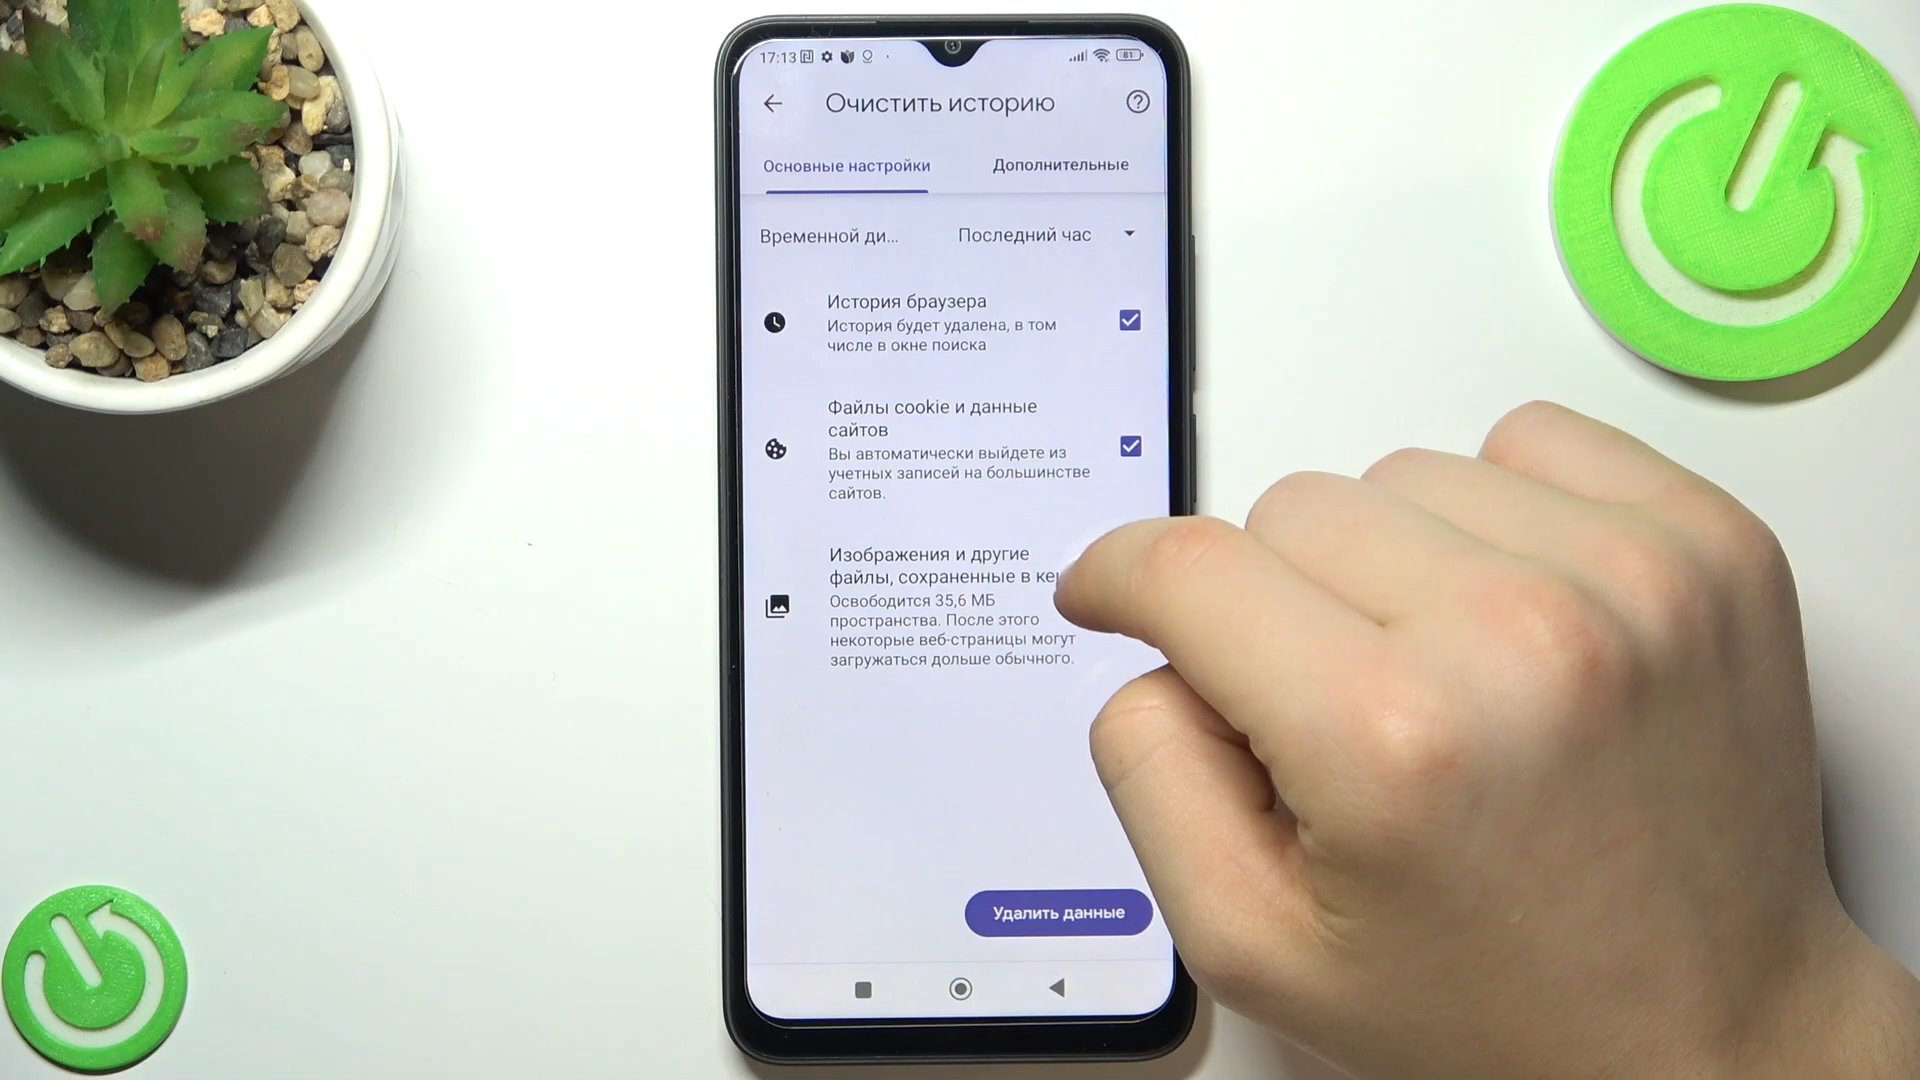 17:13
81
Очистить историю
Основные настройки
Дополнительные
Временной ди...
Последний час
История браузера
История будет удалена, в том
числе в окне поиска
Файлы cookie и данные
сайтов
Вы автоматически выйдете из
учетных записей на большинстве
сайтов.
Изображения и другие
файлы, сохраненные в
Освободится 35,6 МБ
пространства. После этого
некоторые веб-страницы могут
загружаться дольше обычного.
Удалить данные